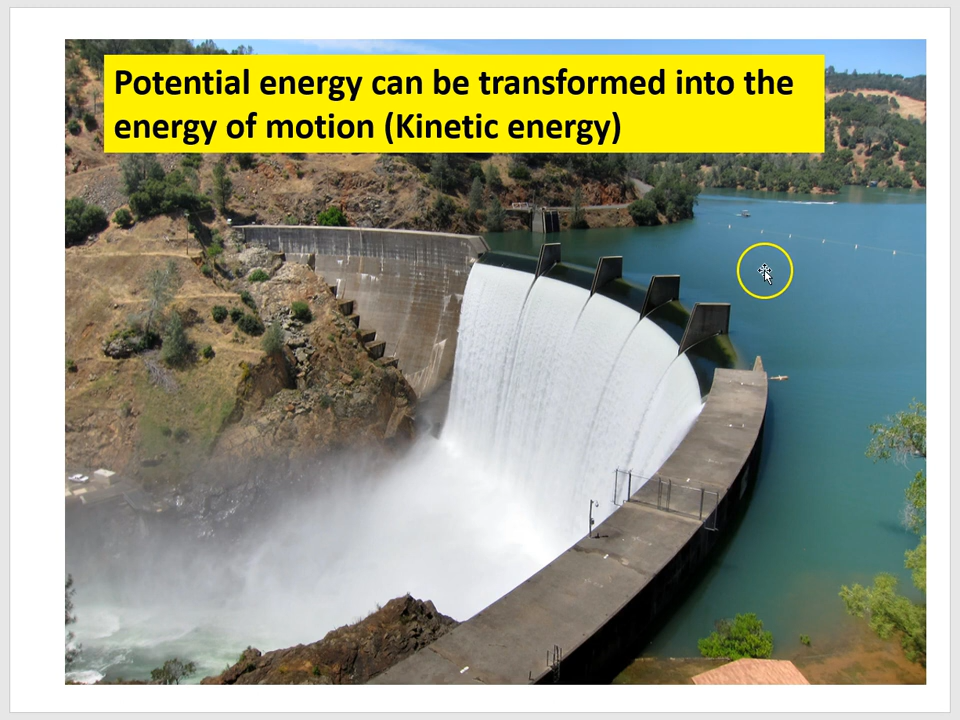 Potential energy can be transformed into the
energy of motion (Kinetic energy)